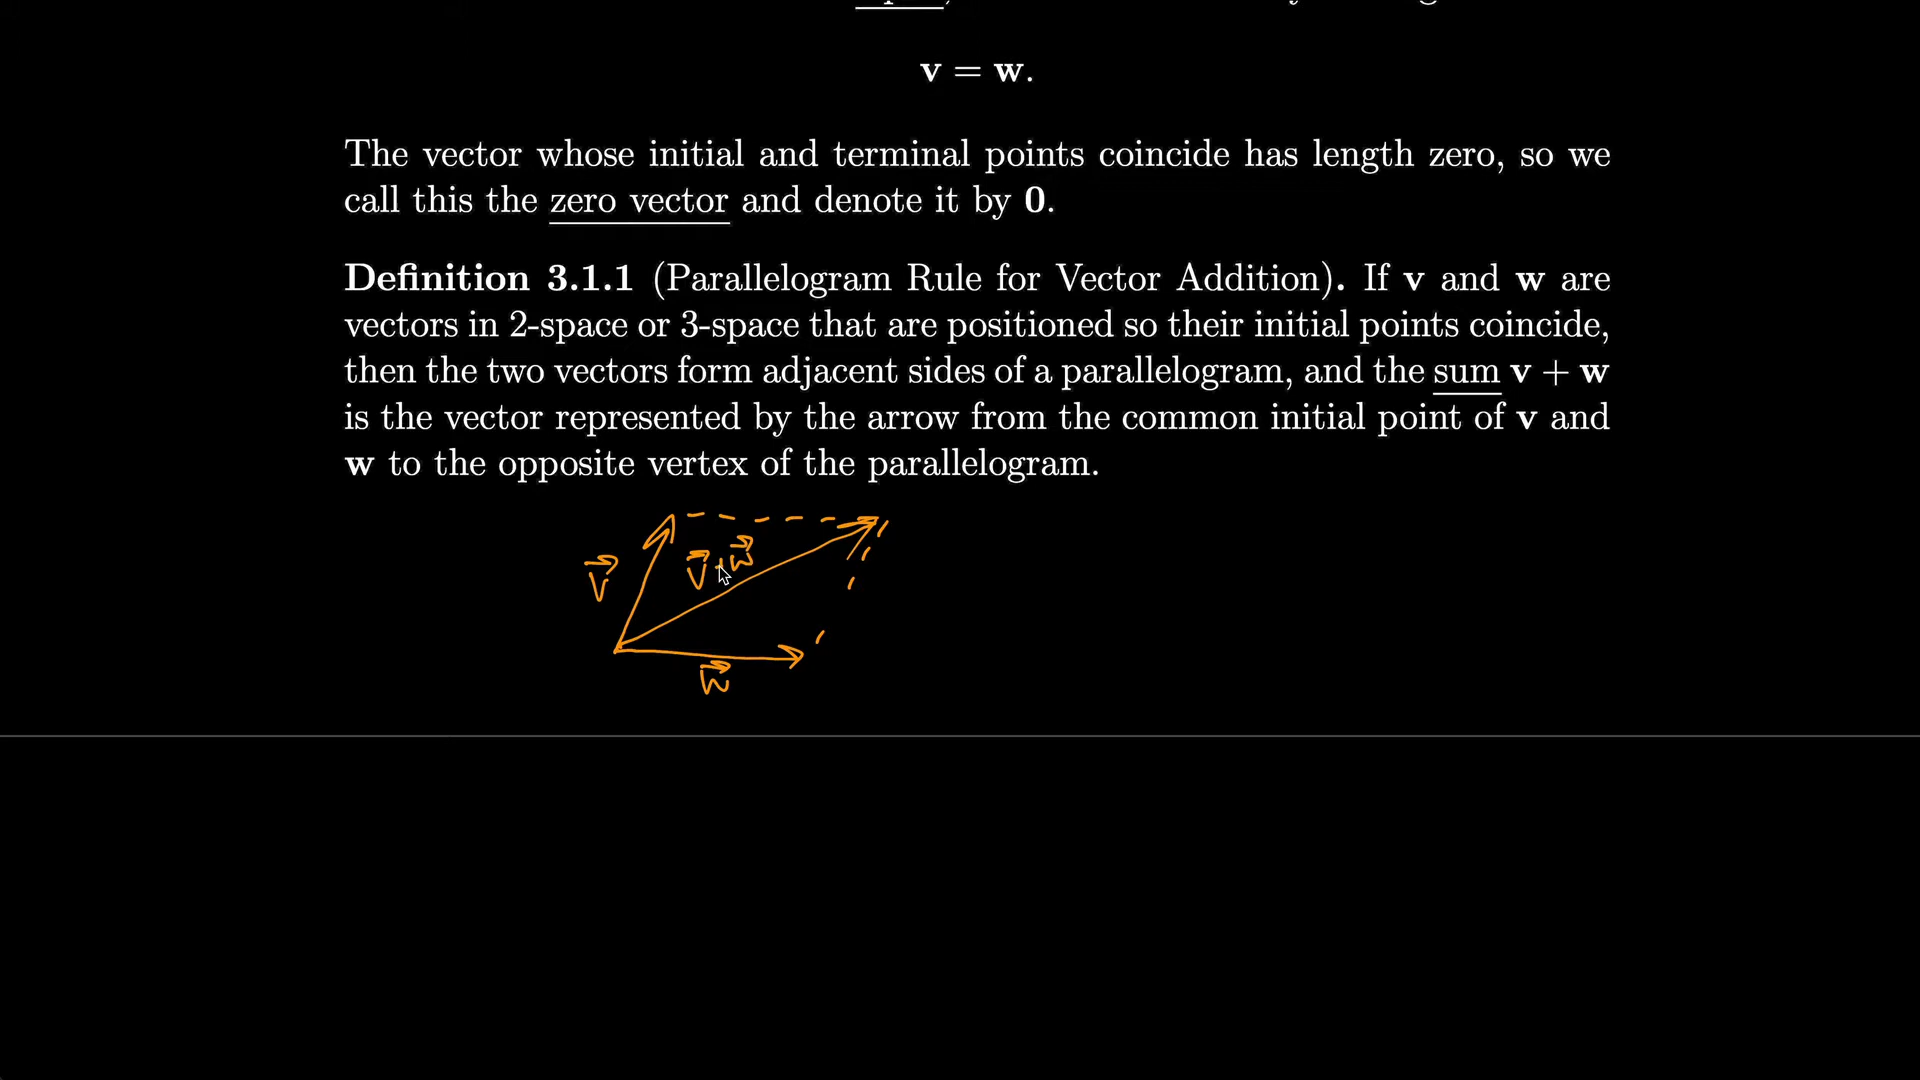 v = w.
The vector whose initial and terminal points coincide has length zero, so we
call this the zero vector and denote it by 0.
Definition 3.1.1 (Parallelogram Rule for Vector Addition). If v and w are
vectors in 2-space or 3-space that are positioned so their initial points coincide,
then the two vectors form adjacent sides of a parallelogram, and the sum v + w
is the vector represented by the arrow from the common initial point of v and
w to the opposite vertex of the parallelogram.
v⃗
v⃗ + w⃗
w⃗